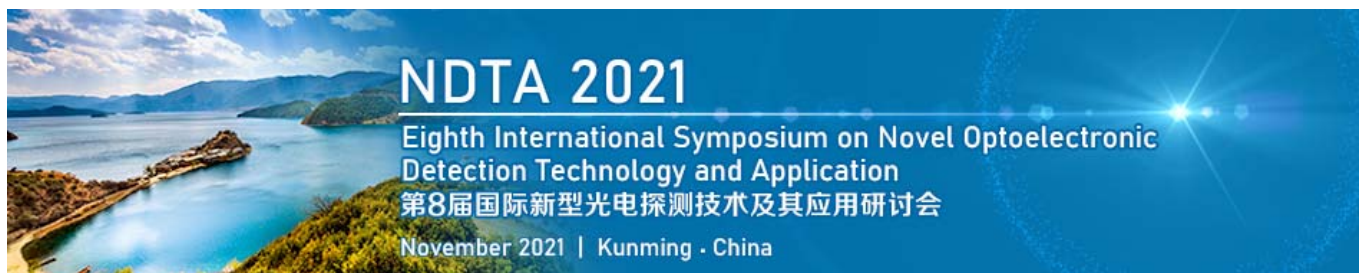 NDTA 2021
Eighth International Symposium on Novel Optoelectronic
Detection Technology and Application
第8届国际新型光电探测技术及其应用研讨会
November 2021 | Kunming · China